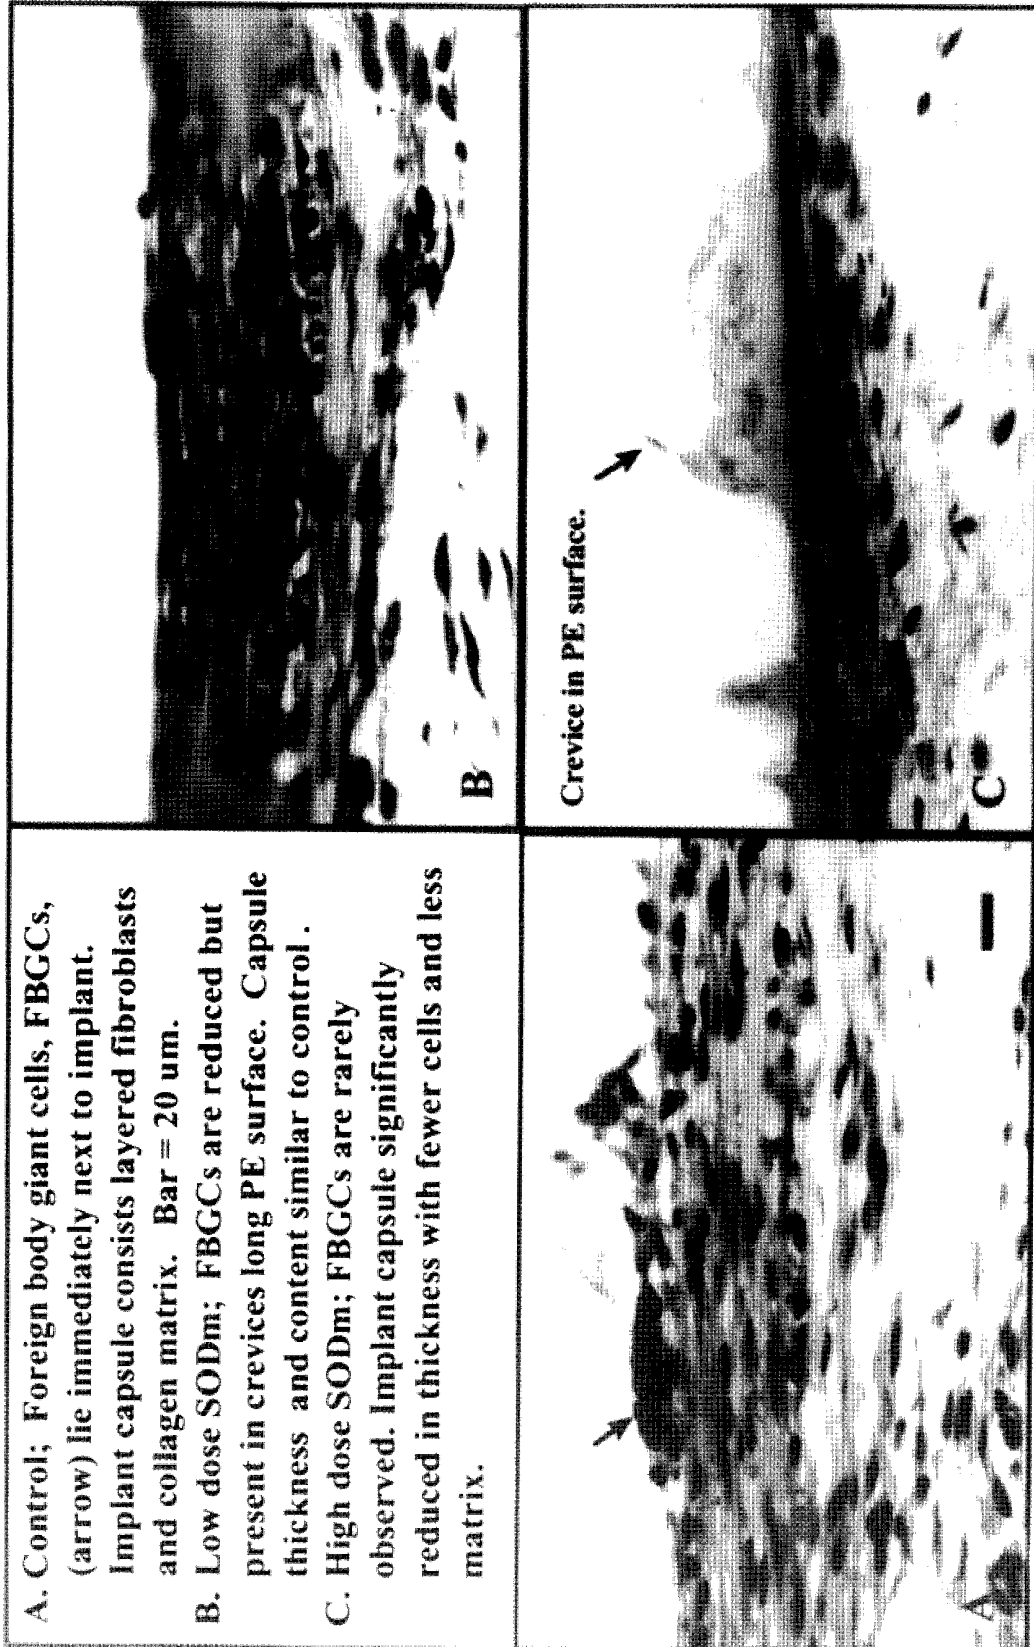 A. Control; Foreign body giant cells, FBGCs,
(arrow) lie immediately next to implant.
Implant capsule consists layered fibroblasts
and collagen matrix. Bar = 20 um.
B. Low dose SODm; FBGCs are reduced but
present in crevices long PE surface. Capsule
thickness and content similar to control.
C. High dose SODm; FBGCs are rarely
observed. Implant capsule significantly
reduced in thickness with fewer cells and less
matrix.
B
A
Crevice in PE surface.
C